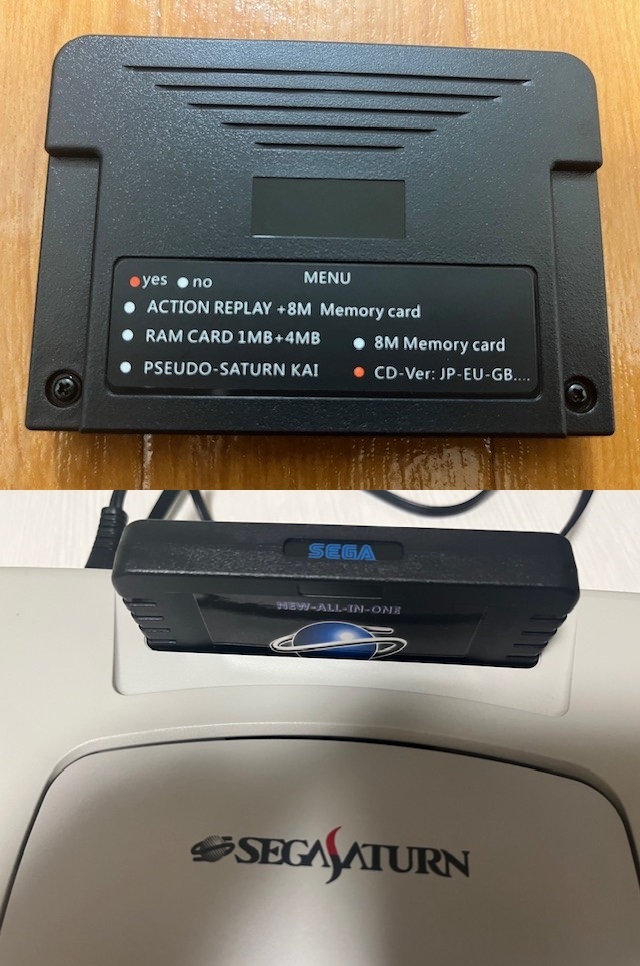 yes no MENU
ACTION REPLAY +8M Memory card
RAM CARD 1MB+4MB
8M Memory card
PSEUDO-SATURN KAI
CD-Ver: JP-EU-GB....
SEGA
NEW-ALL-IN-ONE
SEGA SATURN